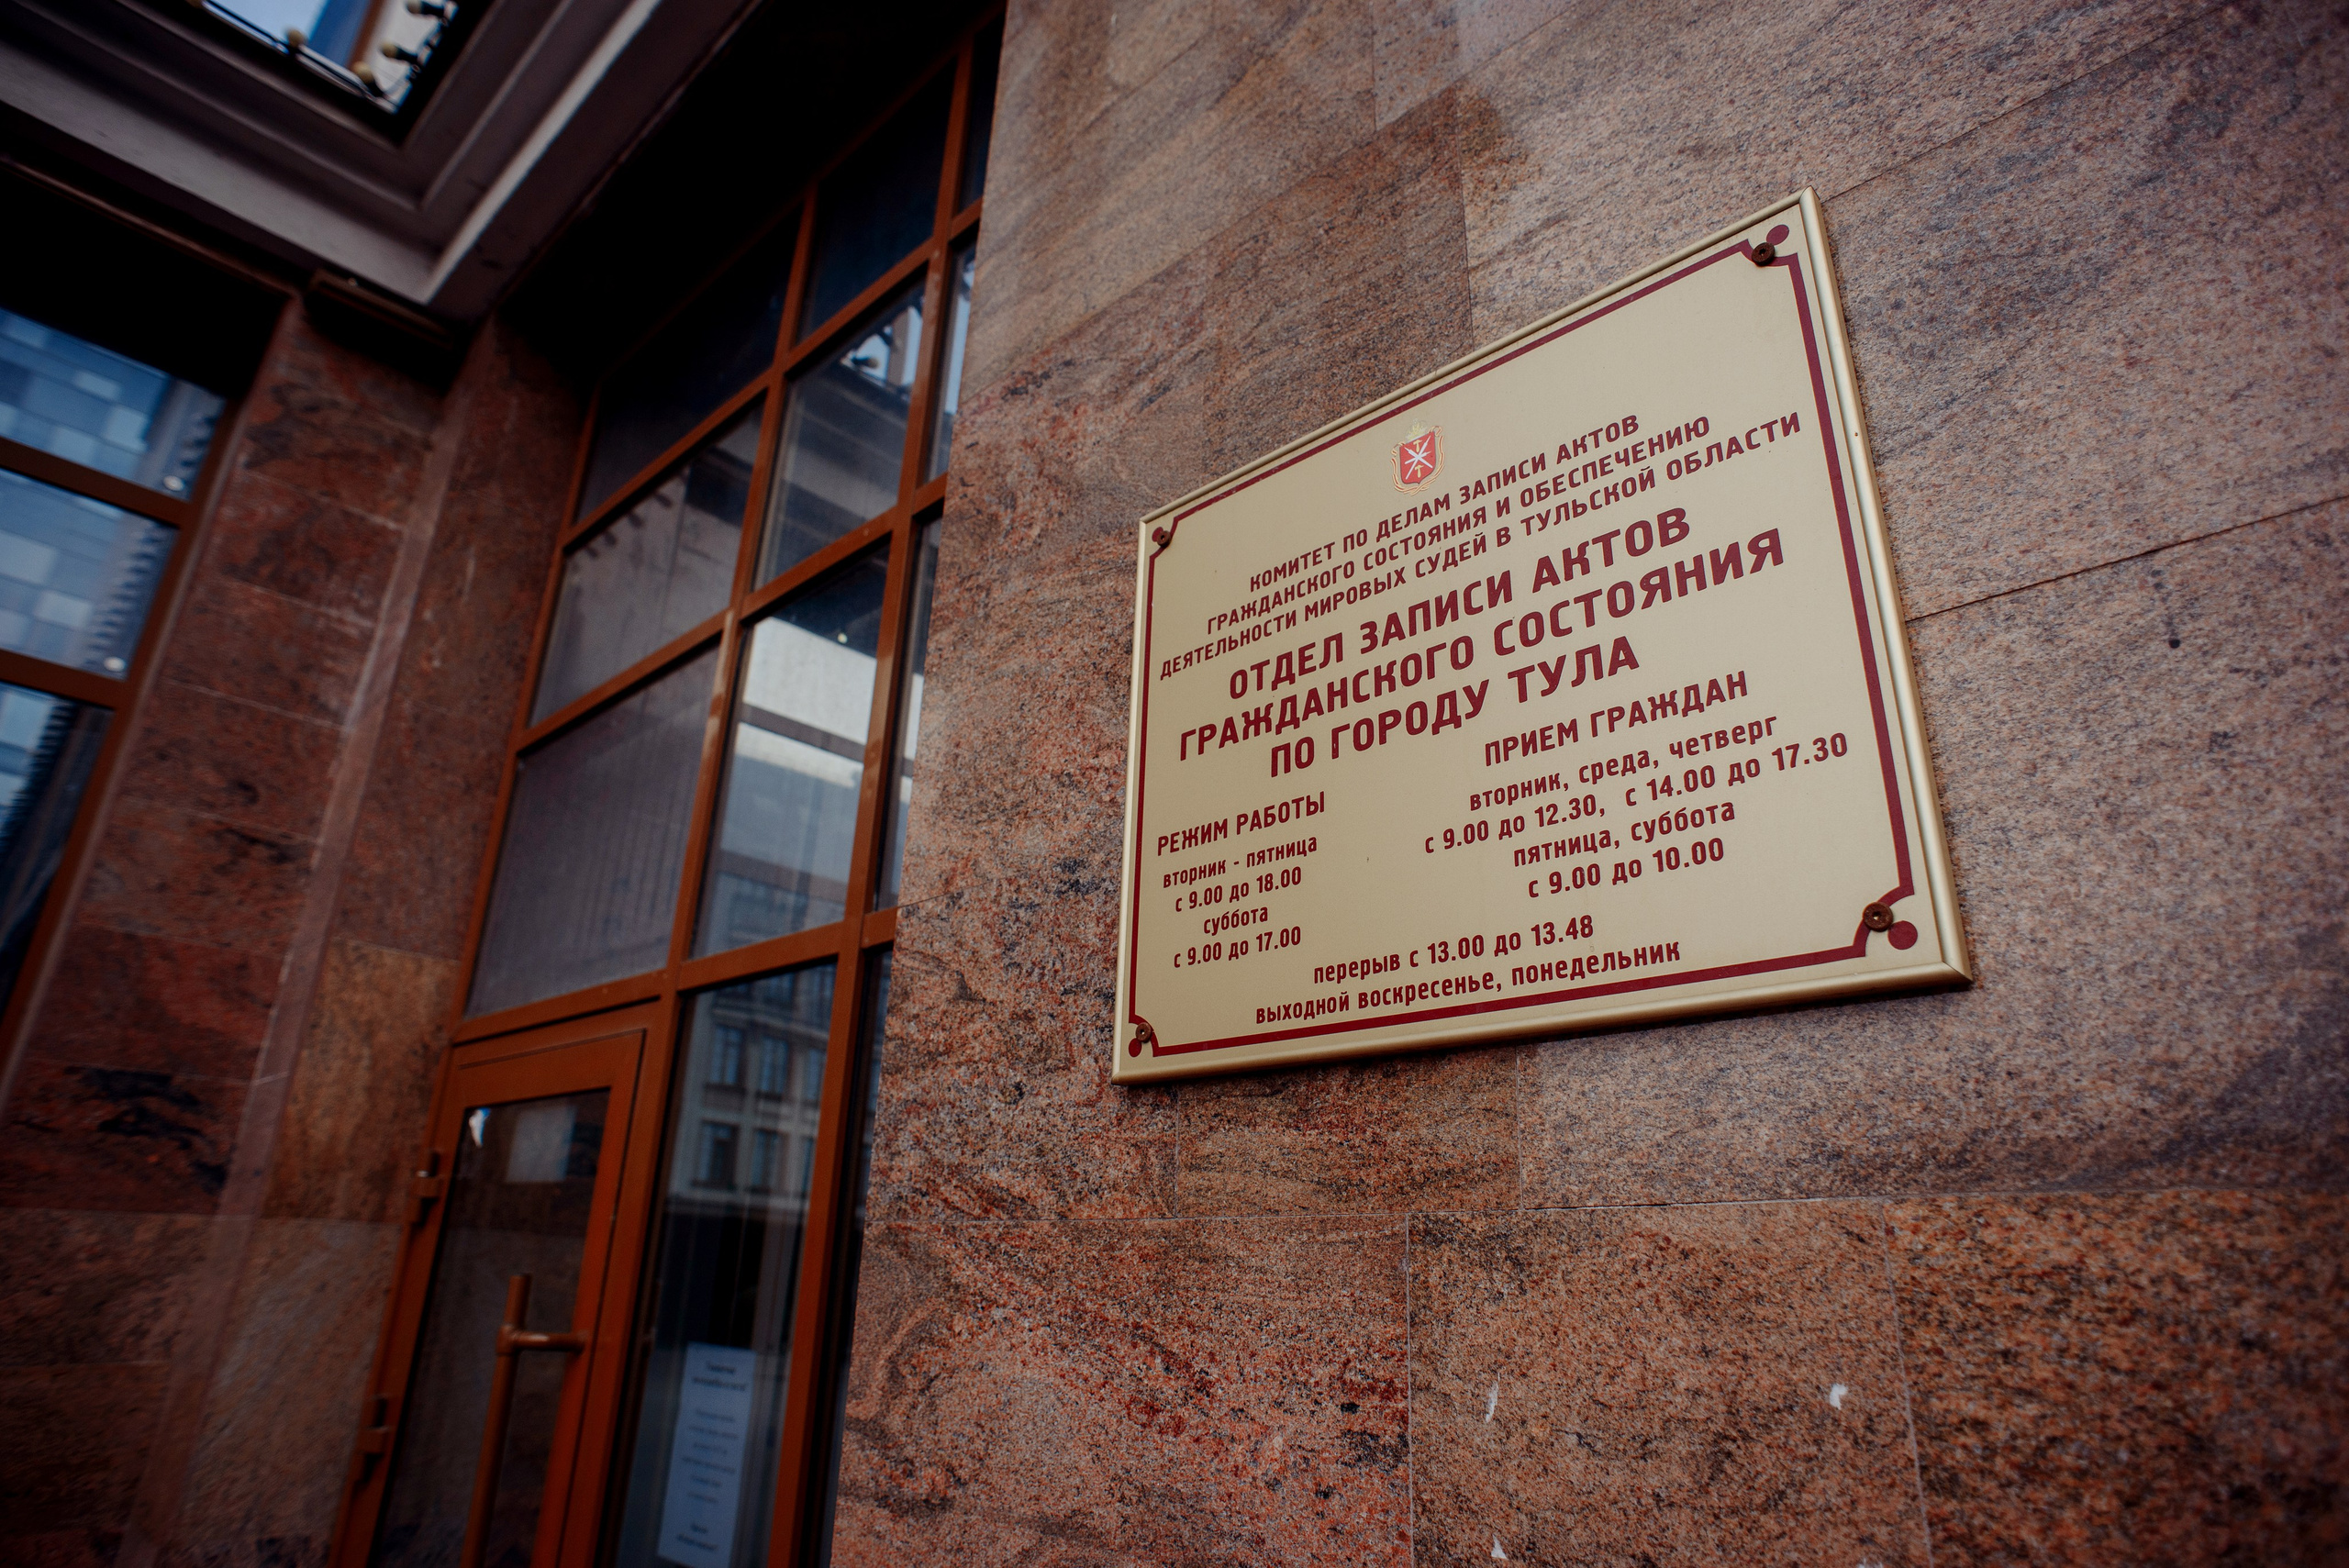 КОМИТЕТ ПО ДЕЛАМ ЗАПИСИ АКТОВ
ГРАЖДАНСКОГО СОСТОЯНИЯ И ОБЕСПЕЧЕНИЮ
ДЕЯТЕЛЬНОСТИ МИРОВЫХ СУДЕЙ В ТУЛЬСКОЙ ОБЛАСТИ
ОТДЕЛ ЗАПИСИ АКТОВ
ГРАЖДАНСКОГО СОСТОЯНИЯ
ПО ГОРОДУ ТУЛА
РЕЖИМ РАБОТЫ
вторник - пятница
с 9.00 до 18.00
суббота
с 9.00 до 17.00
ПРИЕМ ГРАЖДАН
вторник, среда, четверг
с 9.00 до 12.30, с 14.00 до 17.30
пятница, суббота
с 9.00 до 10.00
перерыв с 13.00 до 13.48
выходной воскресенье, понедельник